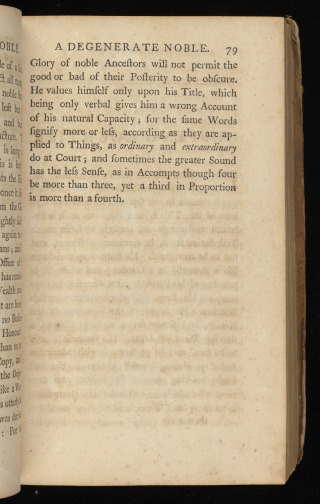 A DEGENERATE NOBLE. 79
Glory of noble Anceſtors will not permit the
good or bad of their Poſterity to be obſcure.
He values himſelf only upon his Title, which
being only verbal gives him a wrong Account
of his natural Capacity; for the ſame Words
ſignify more or leſs, according as they are ap-
plied to Things, as ordinary and extraordinary
do at Court; and ſometimes the greater Sound
has the leſs Senſe, as in Accompts though four
be more than three, yet a third in Proportion
is more than a fourth.